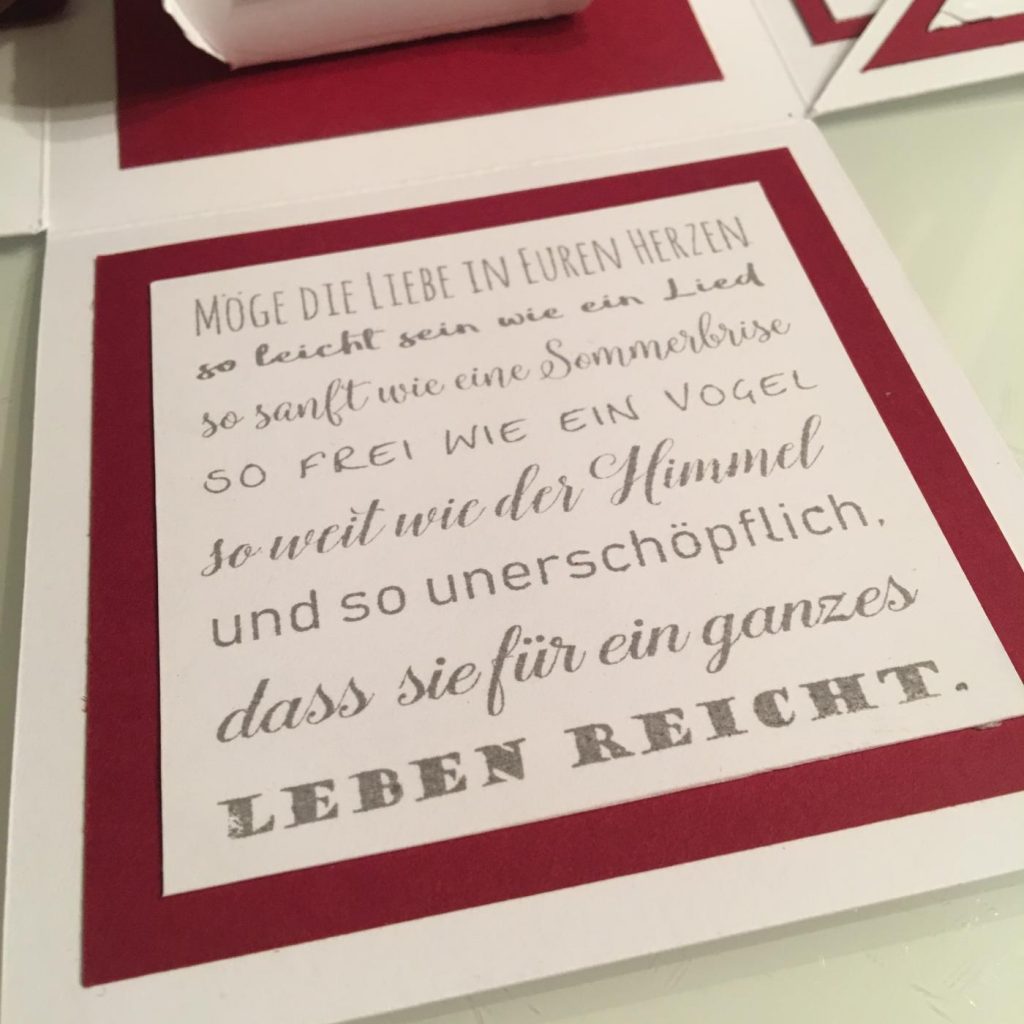 MÖGE DIE LIEBE IN EUREN HERZEN
so leicht sein wie ein Lied
so sanft wie eine Sommerbrise
SO FREI WIE EIN VOGEL
so weit wie der Himmel
und so unerschöpflich,
dass sie für ein ganzes
LEBEN REICHT.